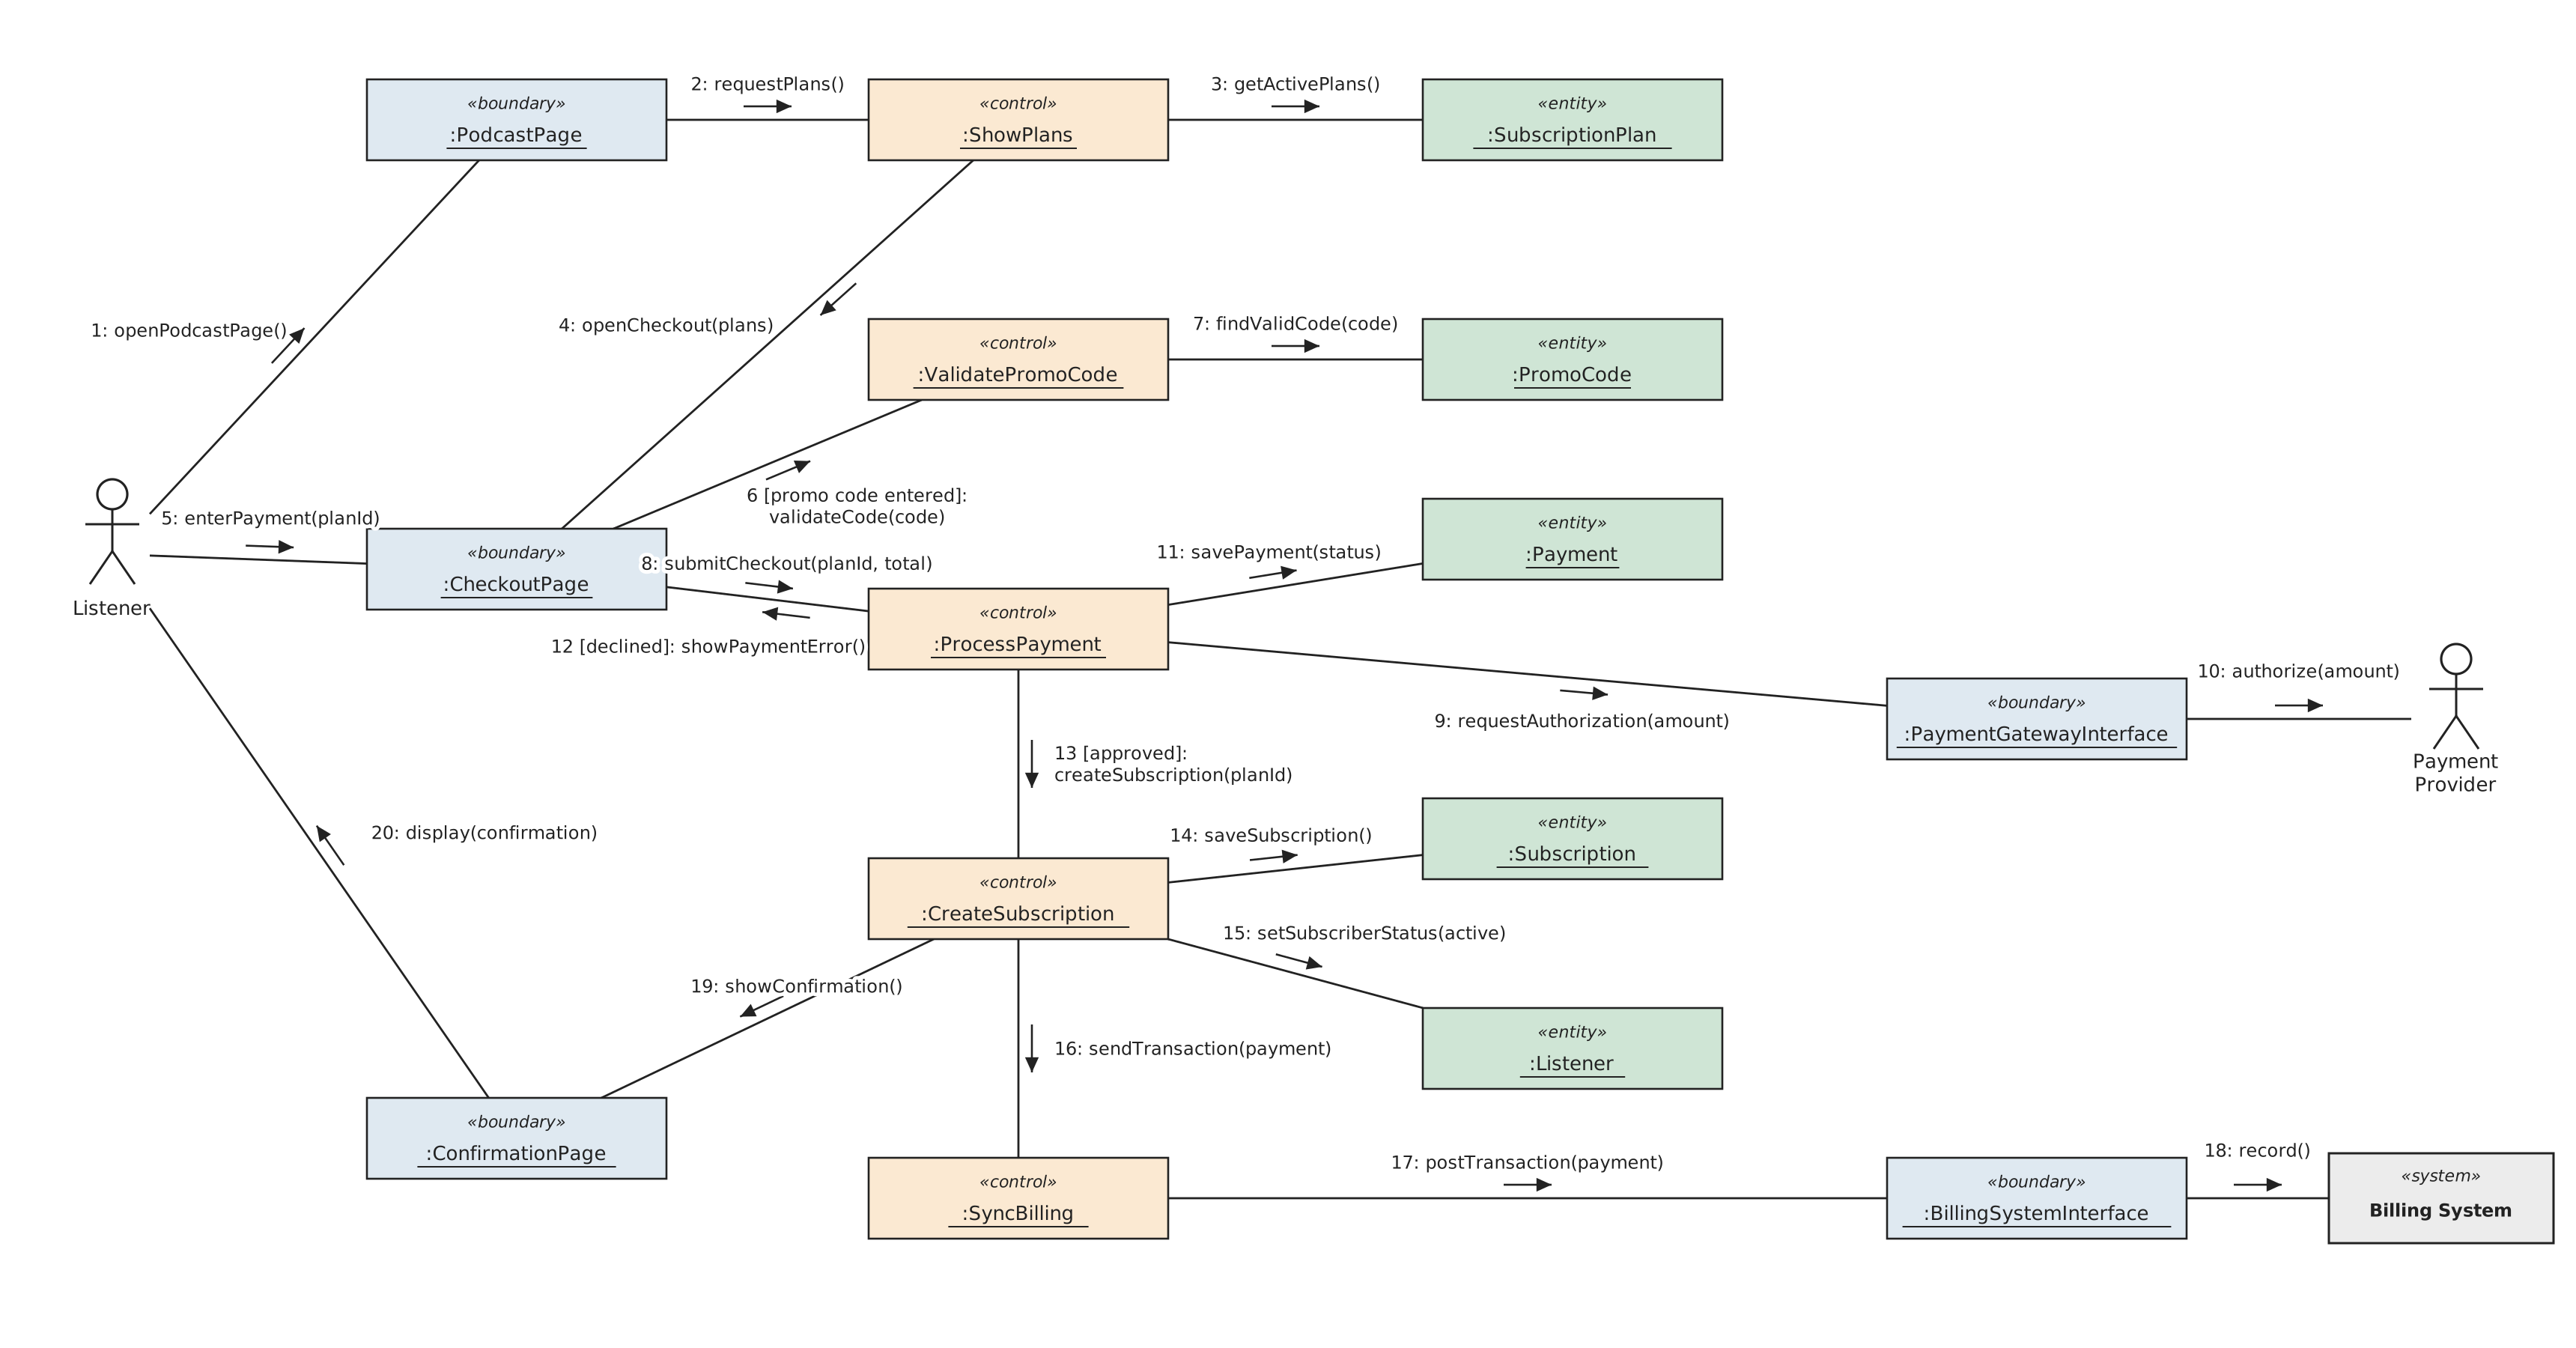 2: requestPlans()
3: getActivePlans()
«boundary»
:PodcastPage
«control»
:ShowPlans
«entity»
:SubscriptionPlan
1: openPodcastPage()
4: openCheckout(plans)
7: findValidCode(code)
«control»
:ValidatePromoCode
«entity»
:PromoCode
6 [promo code entered]:
validateCode(code)
5: enterPayment(planId)
«boundary»
:CheckoutPage
Listener
8: submitCheckout(planId, total)
12 [declined]: showPaymentError()
11: savePayment(status)
«entity»
:Payment
«control»
:ProcessPayment
9: requestAuthorization(amount)
«boundary»
:PaymentGatewayInterface
10: authorize(amount)
Payment
Provider
13 [approved]:
createSubscription(planId)
20: display(confirmation)
14: saveSubscription()
«entity»
:Subscription
«control»
:CreateSubscription
15: setSubscriberStatus(active)
19: showConfirmation()
16: sendTransaction(payment)
«entity»
:Listener
«boundary»
:ConfirmationPage
«control»
:SyncBilling
17: postTransaction(payment)
«boundary»
:BillingSystemInterface
18: record()
«system»
Billing System